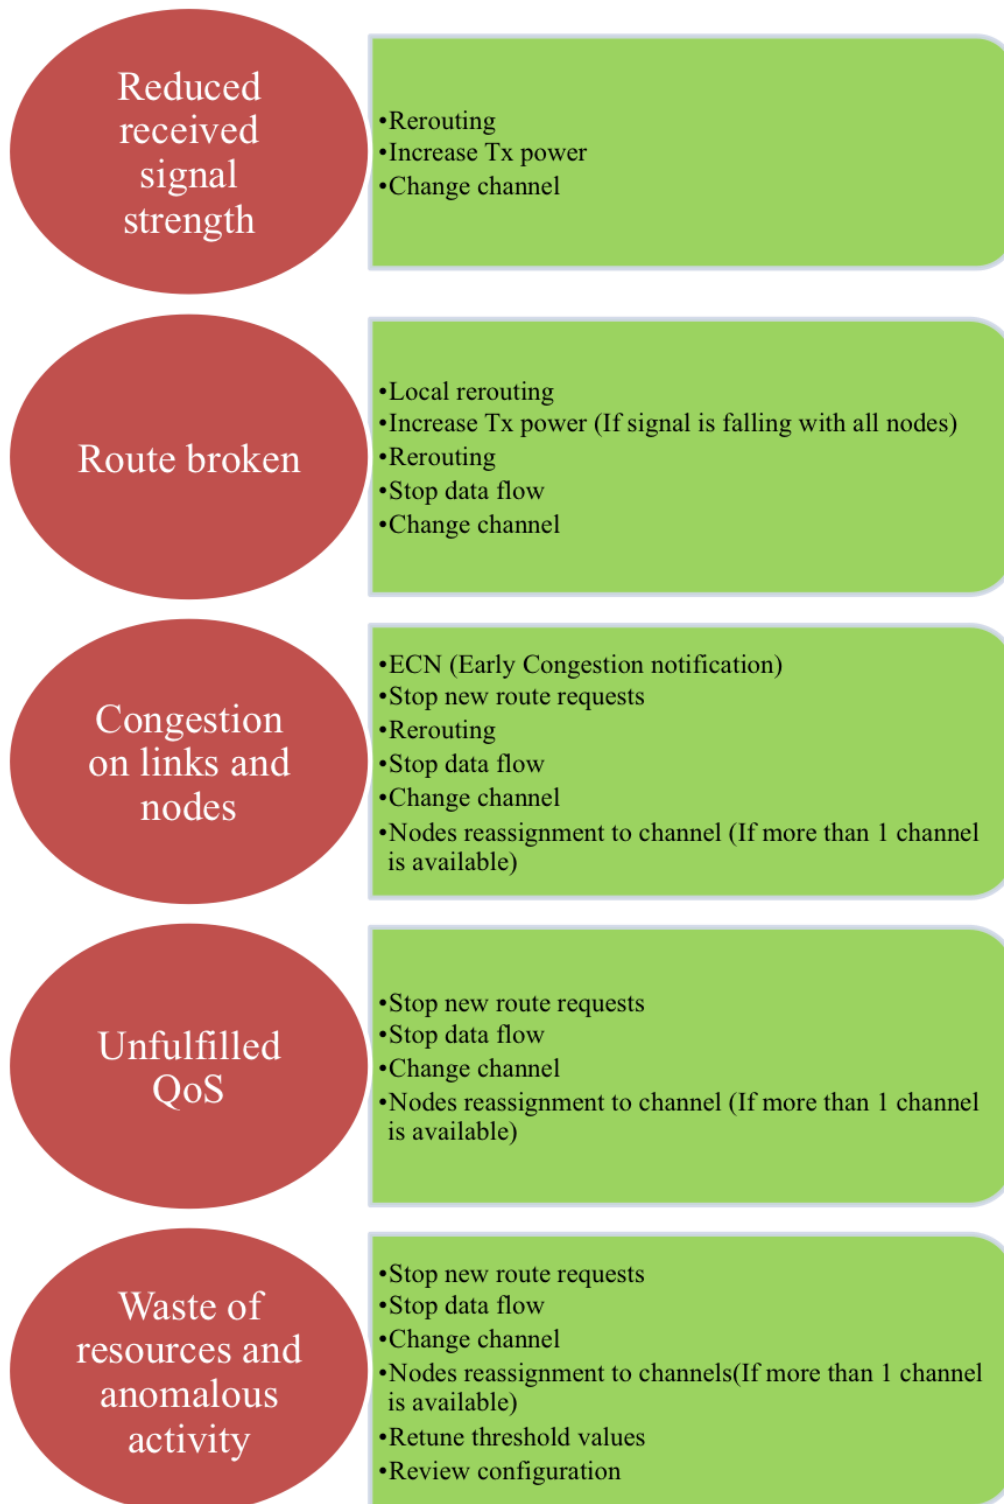 Reduced
received
signal
strength
•Rerouting
•Increase Tx power
•Change channel
Route broken
•Local rerouting
•Increase Tx power (If signal is falling with all nodes)
•Rerouting
•Stop data flow
•Change channel
Congestion
on links and
nodes
•ECN (Early Congestion notification)
•Stop new route requests
•Rerouting
•Stop data flow
•Change channel
•Nodes reassignment to channel (If more than 1 channel
is available)
Unfulfilled
QoS
•Stop new route requests
•Stop data flow
•Change channel
•Nodes reassignment to channel (If more than 1 channel
is available)
Waste of
resources and
anomalous
activity
•Stop new route requests
•Stop data flow
•Change channel
•Nodes reassignment to channels(If more than 1 channel
is available)
•Retune threshold values
•Review configuration